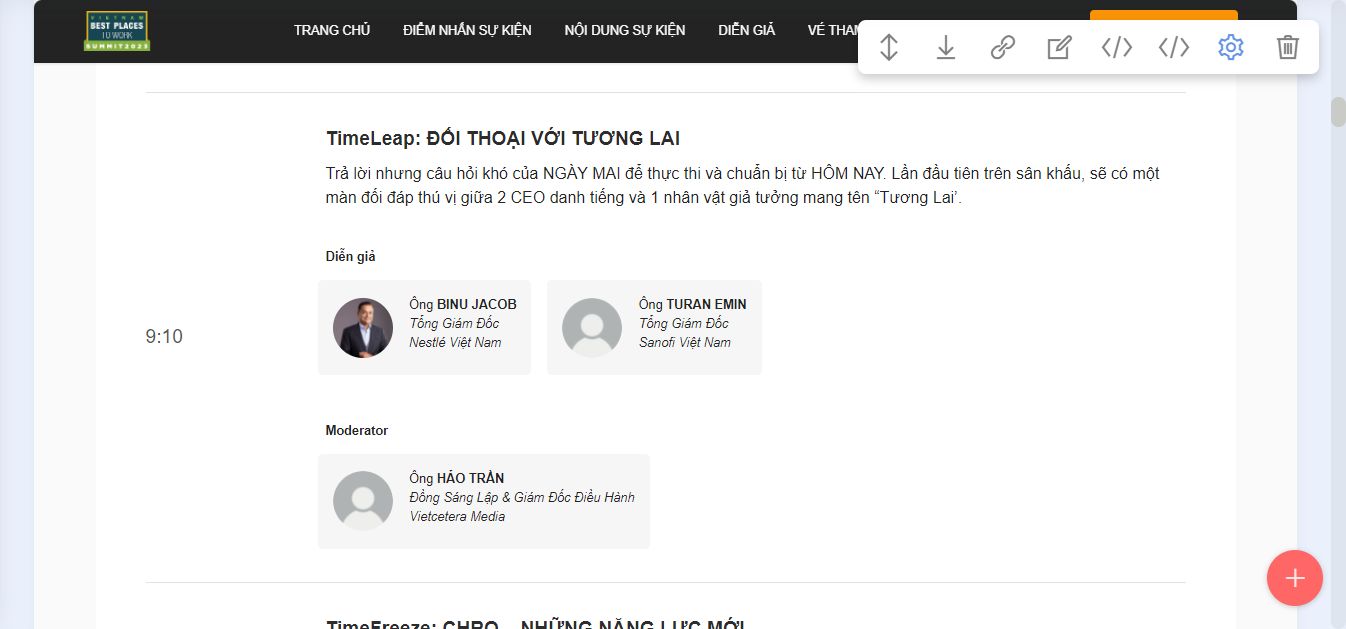 VIETNAM
BEST PLACES
TO WORK
SUMMIT2023
TRANG CHỦ ĐIỂM NHẤN SỰ KIỆN NỘI DUNG SỰ KIỆN DIỄN GIẢ VÉ THAM
TimeLeap: ĐỐI THOẠI VỚI TƯƠNG LAI
Trả lời nhưng câu hỏi khó của NGÀY MAI để thực thi và chuẩn bị từ HÔM NAY. Lần đầu tiên trên sân khấu, sẽ có một
màn đối đáp thú vị giữa 2 CEO danh tiếng và 1 nhân vật giả tưởng mang tên “Tương Lai’.
Diễn giả
9:10
Ông BINU JACOB
Tổng Giám Đốc
Nestlé Việt Nam
Ông TURAN EMIN
Tổng Giám Đốc
Sanofi Việt Nam
Moderator
Ông HẢO TRẦN
Đồng Sáng Lập & Giám Đốc Điều Hành
Vietcetera Media
TimeFreeze: CHRO – NHỮNG NĂNG LỰC MỚI